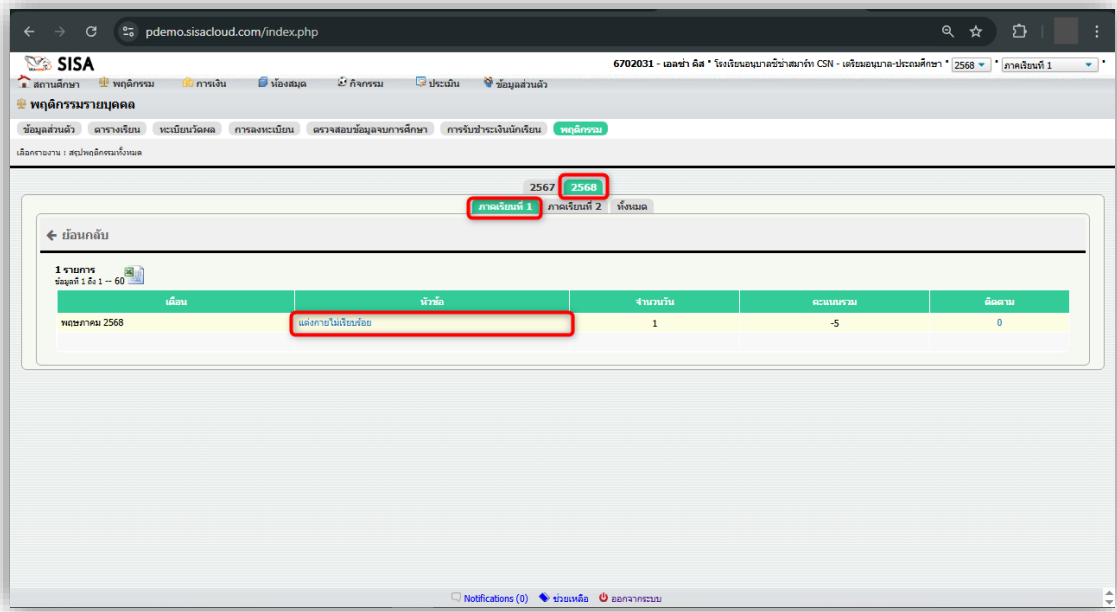 pdemo.sisacloud.com/index.php
SISA
6702031 - เอลซ่า ดิส * โรงเรียนอนุบาลชิช่าสมาร์ท CSN - เตรียมอนุบาล-ประถมศึกษา * 2568 * ภาคเรียนที่ 1 *
สถานศึกษา พฤติกรรม การเงิน ห้องสมุด กิจกรรม ประเมิน ข้อมูลส่วนตัว
พฤติกรรมรายบุคคล
ข้อมูลส่วนตัว ตารางเรียน ทะเบียนวัดผล การลงทะเบียน ตรวจสอบข้อมูลจบการศึกษา การรับชำระเงินนักเรียน พฤติกรรม
เลือกรายงาน : สรุปพฤติกรรมทั้งหมด
2567 2568
ภาคเรียนที่ 1 ภาคเรียนที่ 2 ทั้งหมด
ย้อนกลับ
1 รายการ
ข้อมูลที่ 1 ถึง 1 -- 60
เดือน หัวข้อ จำนวนวัน คะแนนรวม ติดตาม
พฤษภาคม 2568 แต่งกายไม่เรียบร้อย 1 -5 0
Notifications (0) ช่วยเหลือ ออกจากระบบ